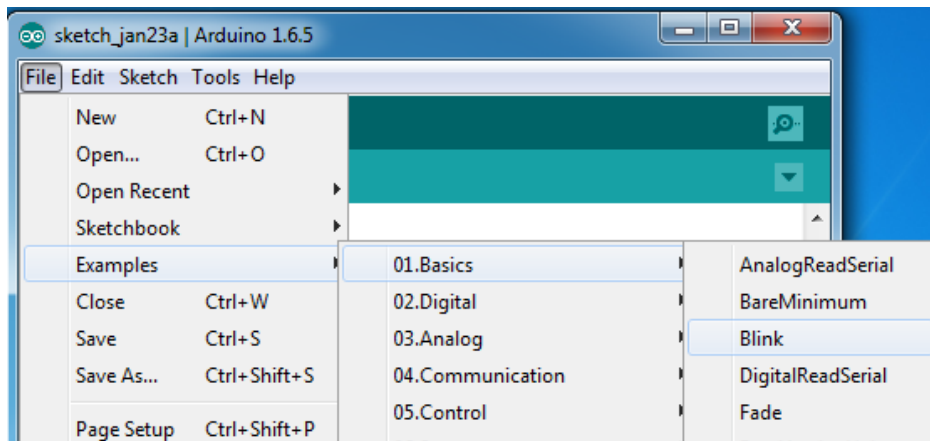 sketch_jan23a | Arduino 1.6.5
File Edit Sketch Tools Help
New Ctrl+N
Open... Ctrl+O
Open Recent
Sketchbook
Examples
Close Ctrl+W
Save Ctrl+S
Save As... Ctrl+Shift+S
Page Setup Ctrl+Shift+P
01.Basics
02.Digital
03.Analog
04.Communication
05.Control
AnalogReadSerial
BareMinimum
Blink
DigitalReadSerial
Fade